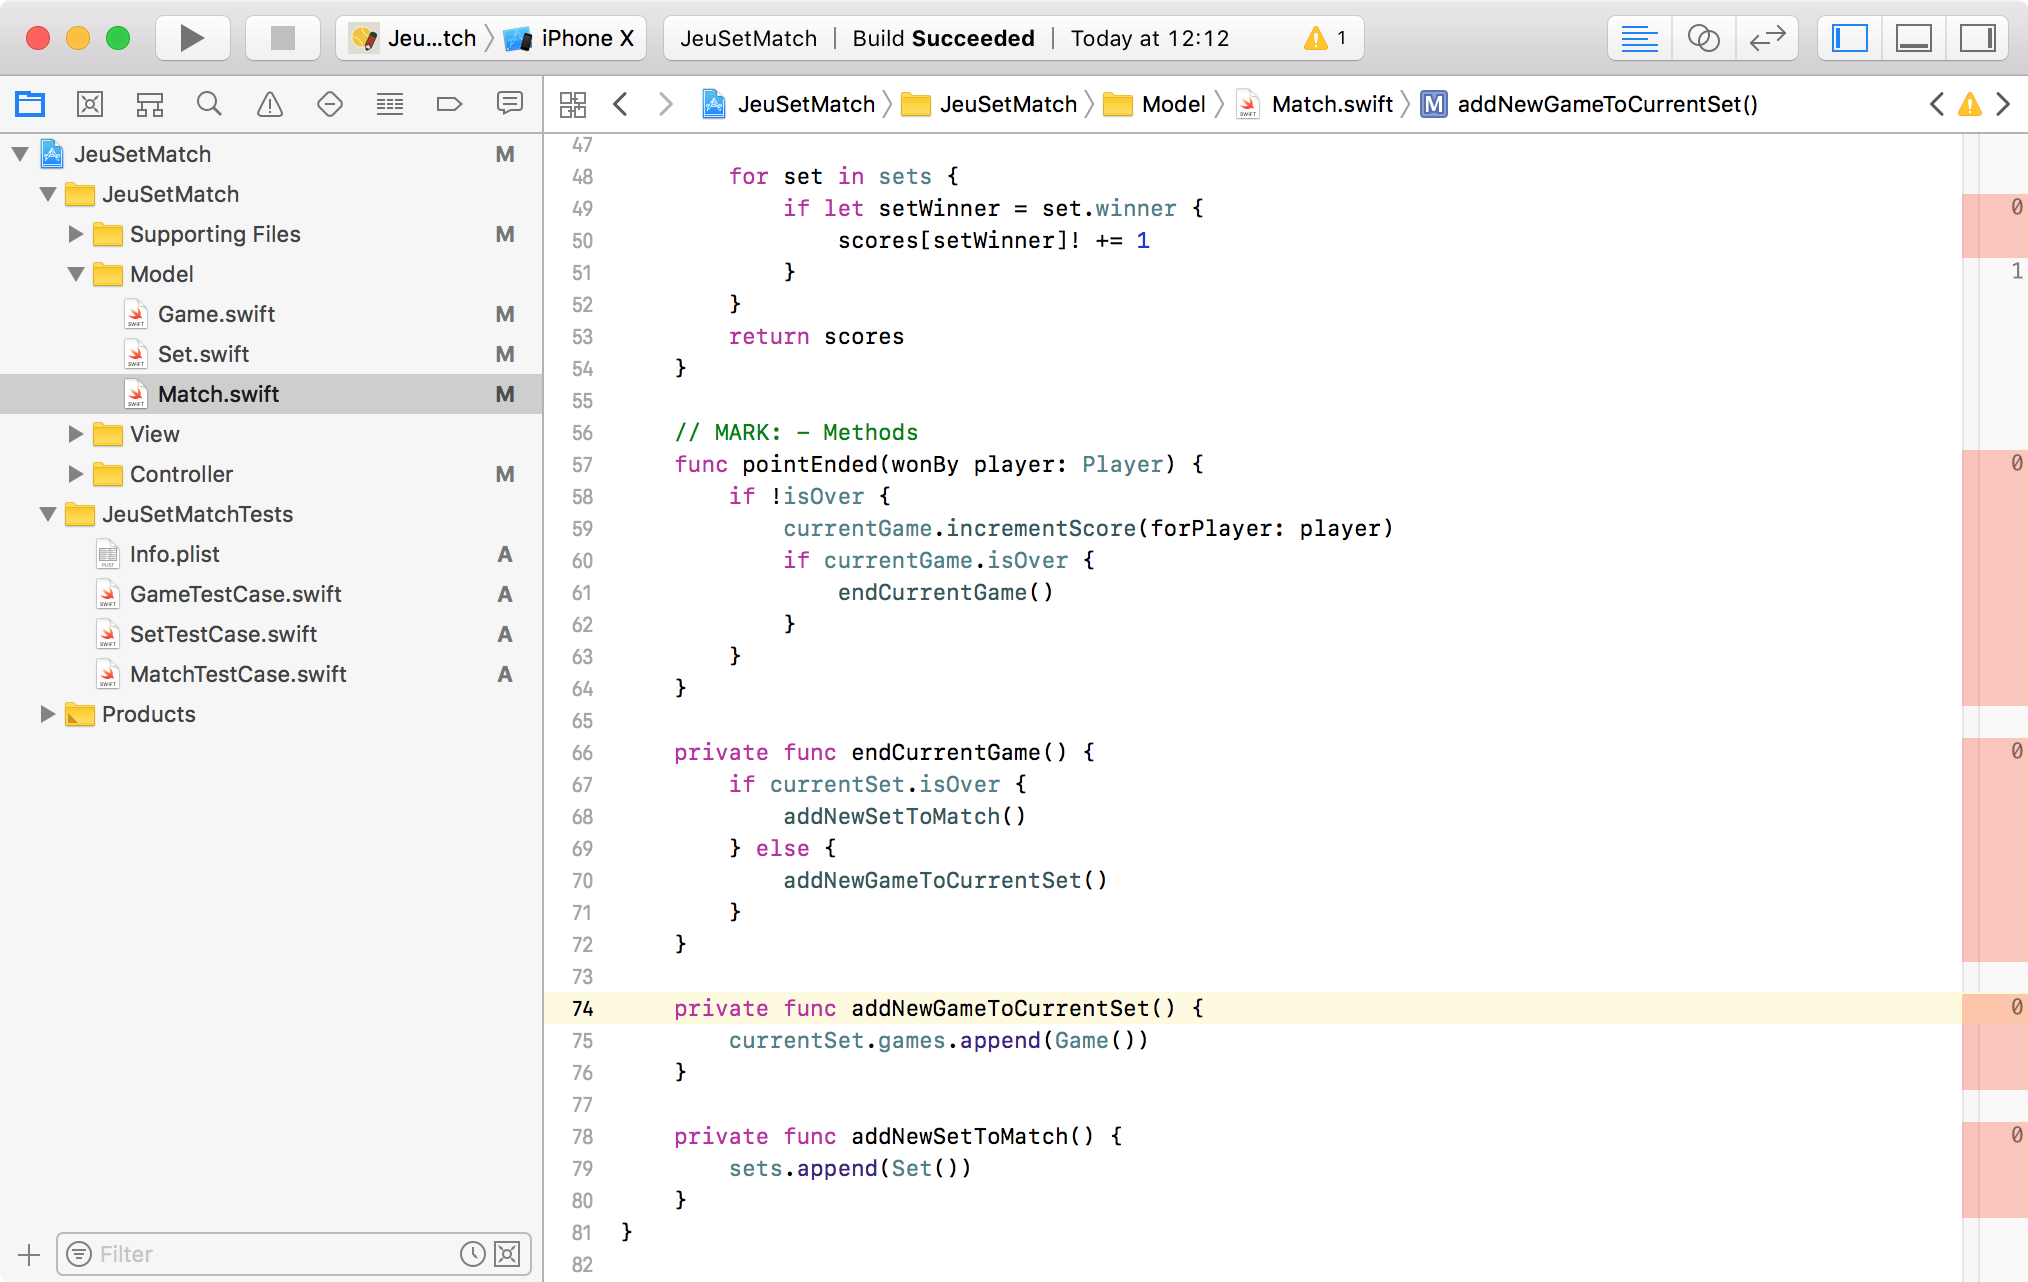 Jeu...tch iPhone X
JeuSetMatch | Build Succeeded | Today at 12:12 1
JeuSetMatch JeuSetMatch Model Match.swift M addNewGameToCurrentSet()
JeuSetMatch M
JeuSetMatch
Supporting Files M
Model
Game.swift M
Set.swift M
Match.swift M
View
Controller M
JeuSetMatchTests
Info.plist A
GameTestCase.swift A
SetTestCase.swift A
MatchTestCase.swift A
Products
Filter
47
48 for set in sets { 0
49 if let setWinner = set.winner {
50 scores[setWinner]! += 1
51 } 1
52 }
53 return scores
54 }
55
56 // MARK: - Methods
57 func pointEnded(wonBy player: Player) { 0
58 if !isOver {
59 currentGame.incrementScore(forPlayer: player)
60 if currentGame.isOver {
61 endCurrentGame()
62 }
63 }
64 }
65
66 private func endCurrentGame() { 0
67 if currentSet.isOver {
68 addNewSetToMatch()
69 } else {
70 addNewGameToCurrentSet()
71 }
72 }
73
74 private func addNewGameToCurrentSet() { 0
75 currentSet.games.append(Game())
76 }
77
78 private func addNewSetToMatch() { 0
79 sets.append(Set())
80 }
81 }
82